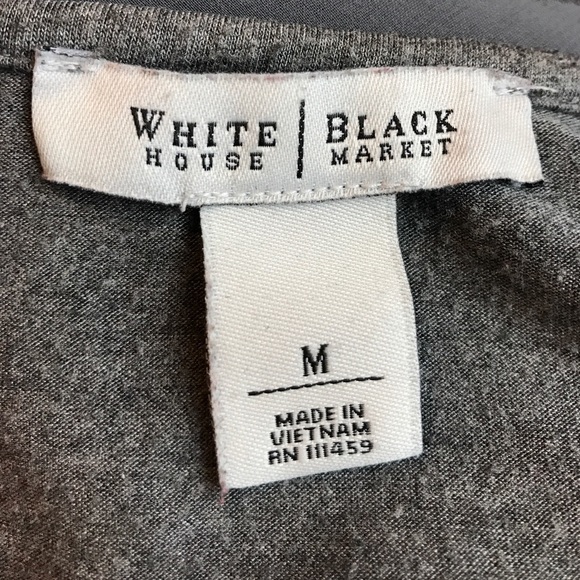 WHITE | BLACK
HOUSE | MARKET
M
MADE IN
VIETNAM
RN 111459